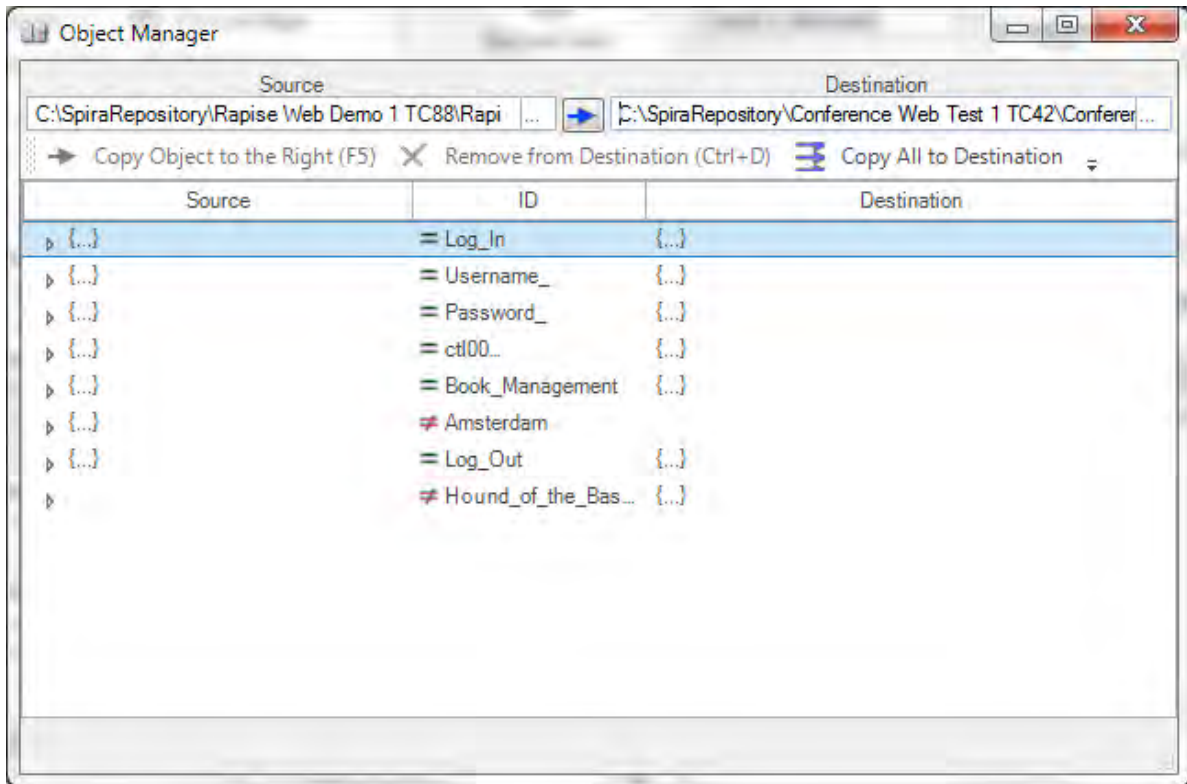 Object Manager
Source Destination
C:\SpiraRepository\Rapise Web Demo 1 TC88\Rapi ... C:\SpiraRepository\Conference Web Test 1 TC42\Conferer ...
Copy Object to the Right (F5) Remove from Destination (Ctrl+D) Copy All to Destination
Source ID Destination
{...} = Log_In {...}
{...} = Username_ {...}
{...} = Password_ {...}
{...} = ctl00... {...}
{...} = Book_Management {...}
{...} ≠ Amsterdam
{...} = Log_Out {...}
≠ Hound_of_the_Bas... {...}